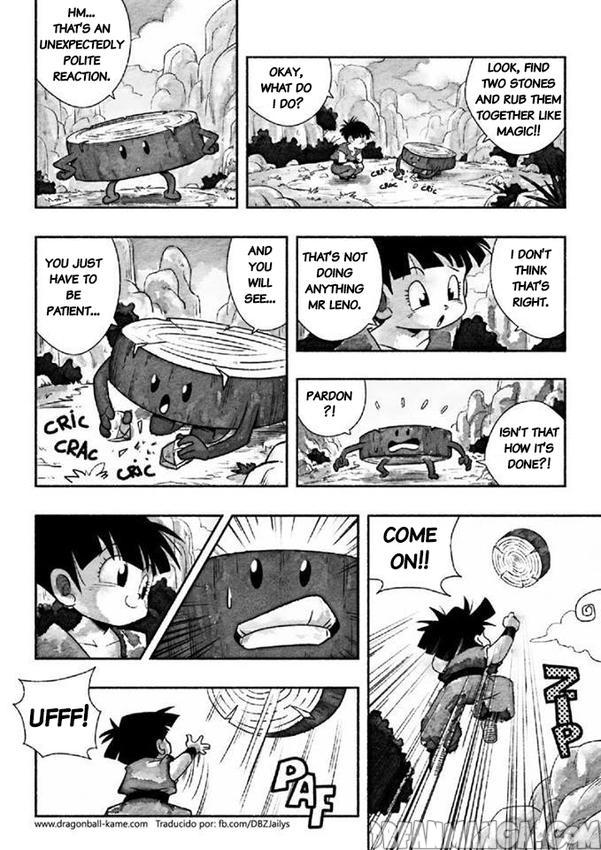 HM...
THAT'S AN
UNEXPECTEDLY
POLITE
REACTION.
OKAY,
WHAT DO
I DO?
LOOK, FIND
TWO STONES
AND RUB THEM
TOGETHER LIKE
MAGIC!!
CRAC
CRAC
CRIC
YOU JUST
HAVE TO
BE
PATIENT...
AND
YOU
WILL
SEE...
CRIC
CRAC
CRIC
THAT'S NOT
DOING
ANYTHING
MR LENO.
I DON'T
THINK
THAT'S
RIGHT.
PARDON
?!
ISN'T THAT
HOW IT'S
DONE?!
COME
ON!!
ZIP
UFFF!
PAF
www.dragonball-kame.com Traducido por: fb.com/DBZJailys